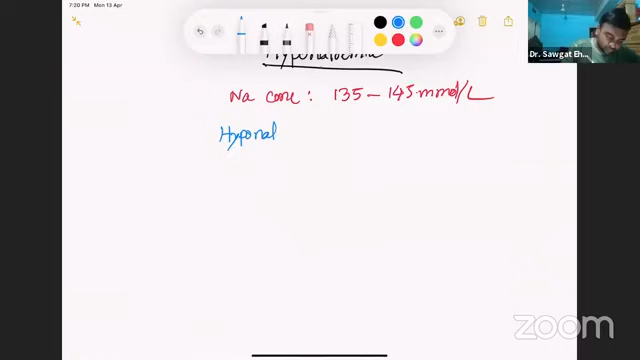 7:20 PM Mon 13 Apr
Dr. Sawgat Eh...
Hyponatremia
Na conc : 135 – 145 mmol/L
Hyponat
zoom